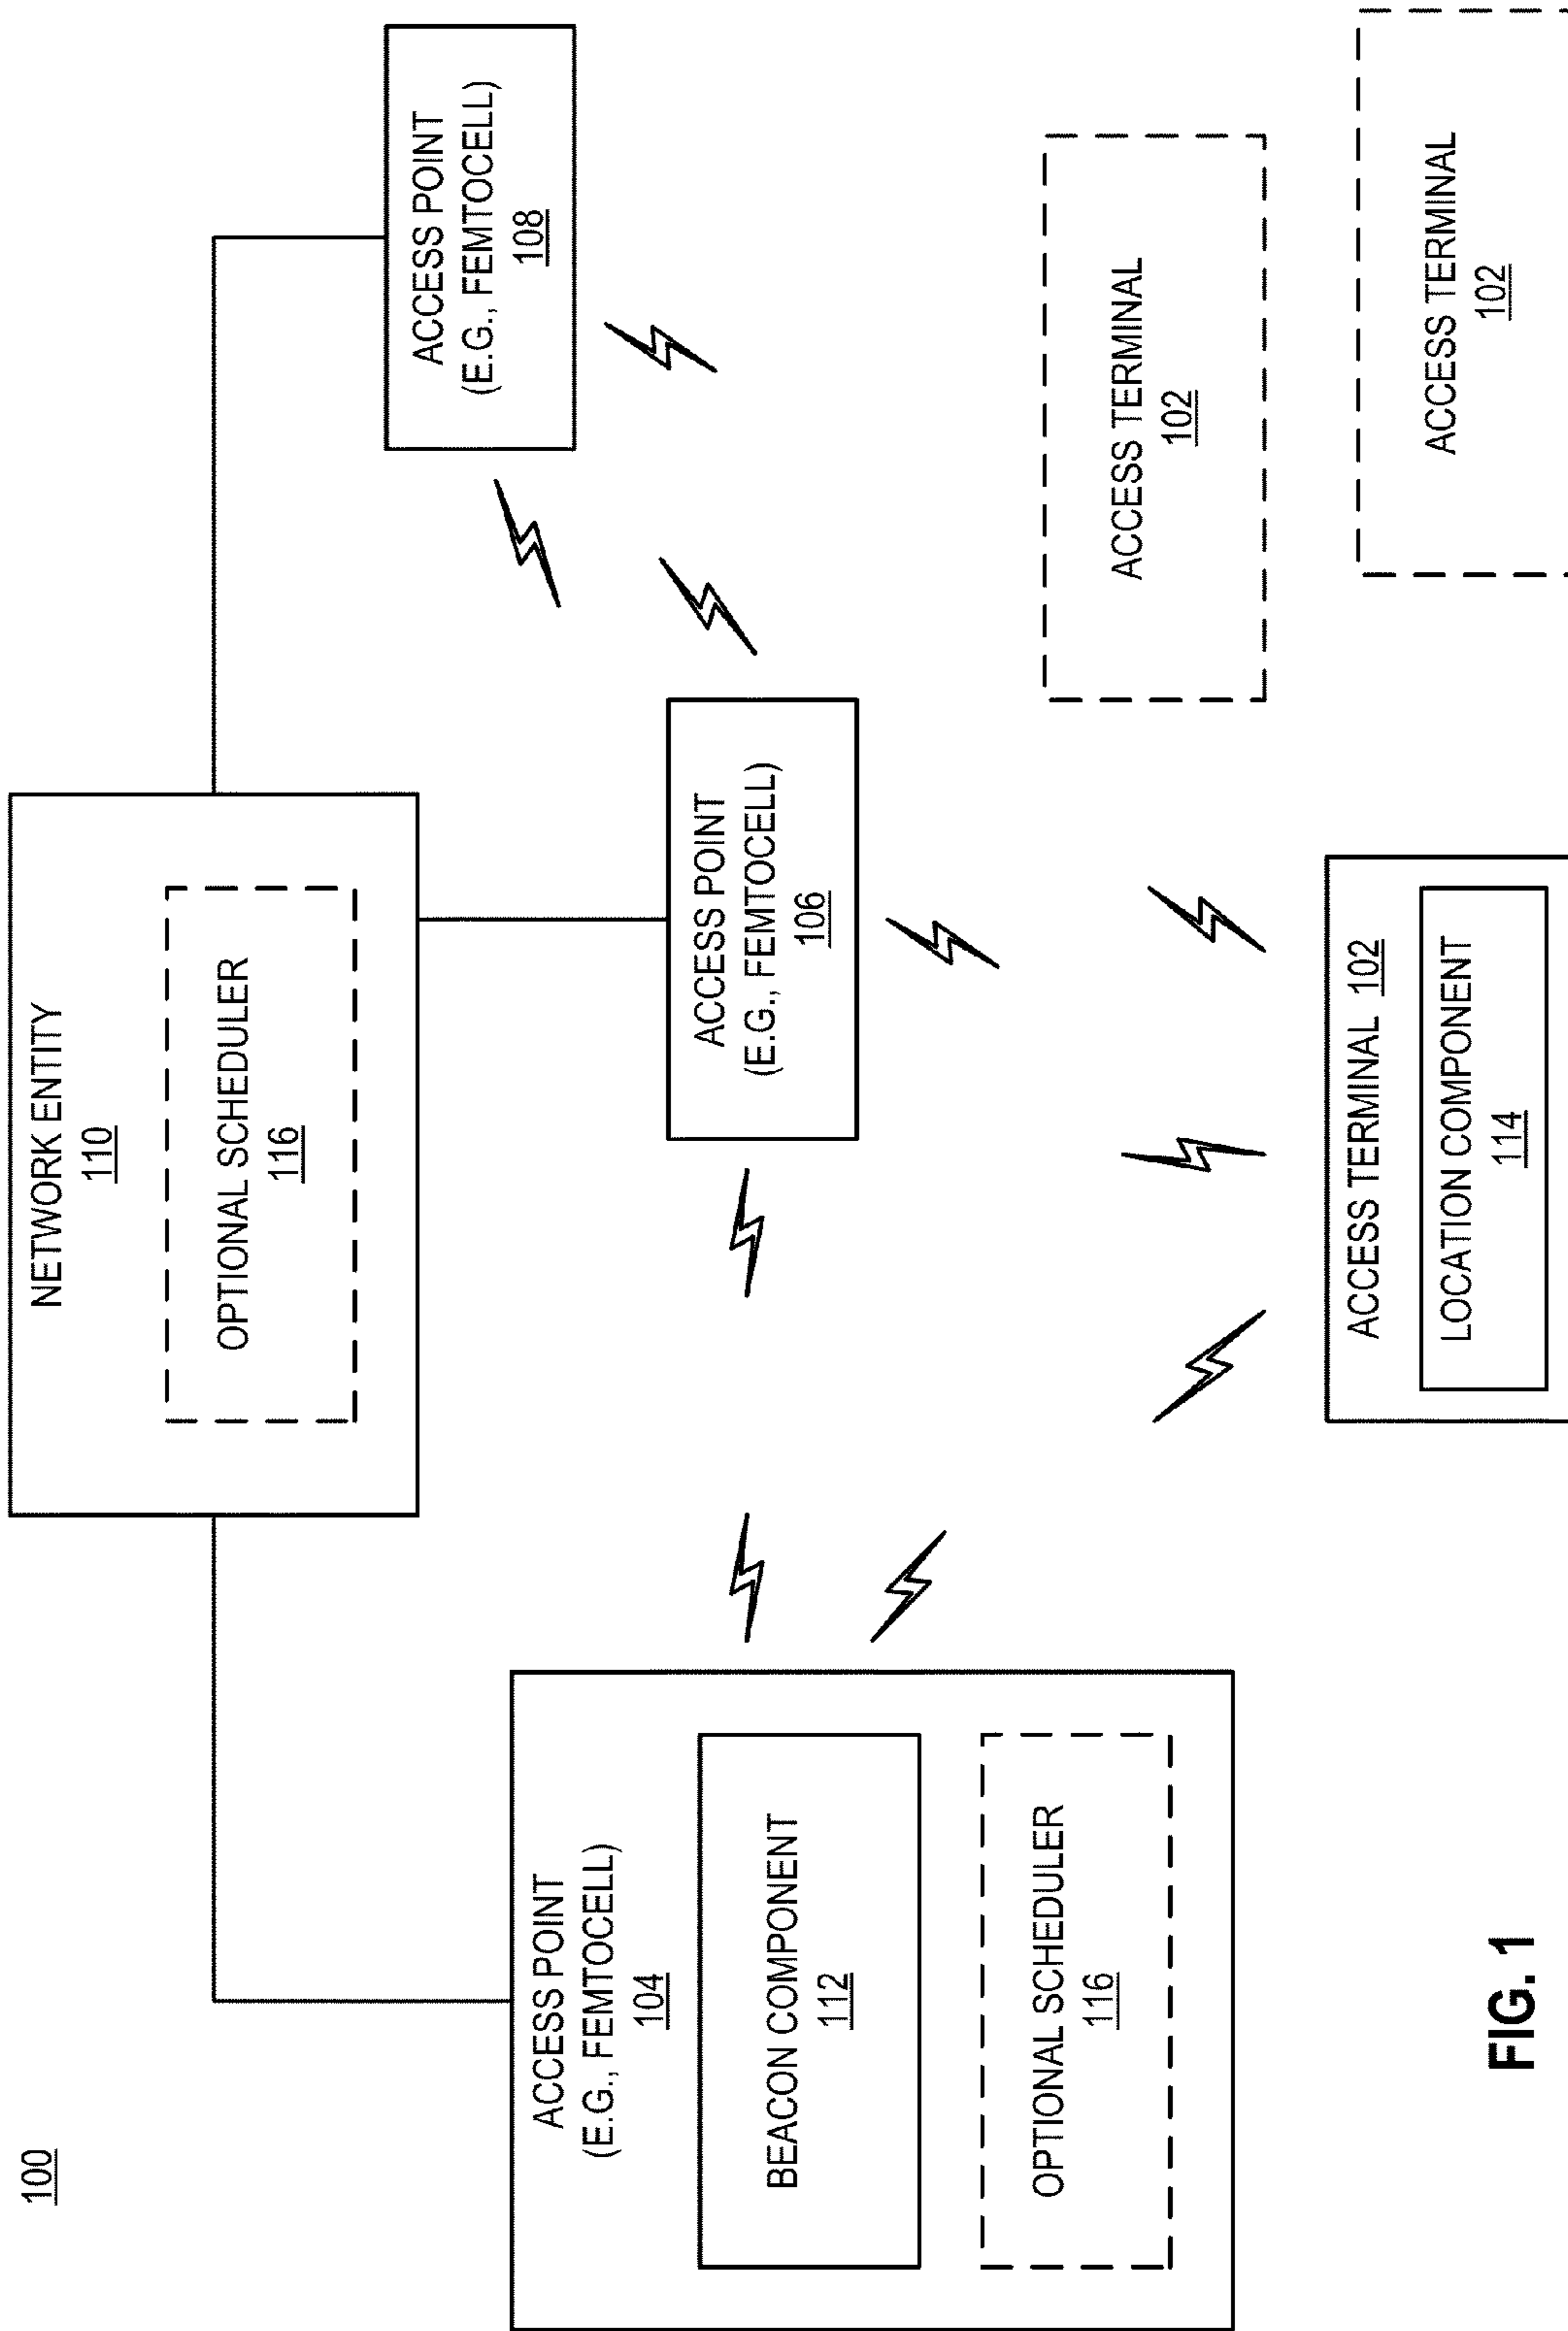 100
NETWORK ENTITY
110
OPTIONAL SCHEDULER
116
ACCESS POINT
(E.G., FEMTOCELL)
108
ACCESS POINT
(E.G., FEMTOCELL)
104
BEACON COMPONENT
112
OPTIONAL SCHEDULER
116
ACCESS POINT
(E.G., FEMTOCELL)
106
ACCESS TERMINAL
102
ACCESS TERMINAL 102
LOCATION COMPONENT
114
ACCESS TERMINAL
102
FIG. 1